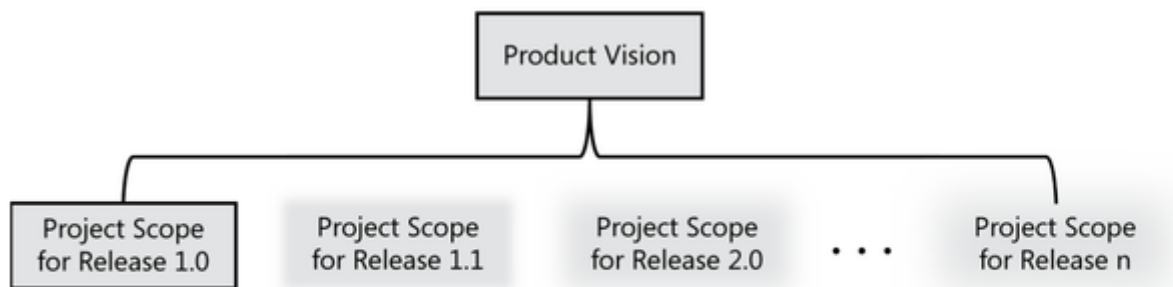 Product Vision
Project Scope
for Release 1.0
Project Scope
for Release 1.1
Project Scope
for Release 2.0
. . .
Project Scope
for Release n